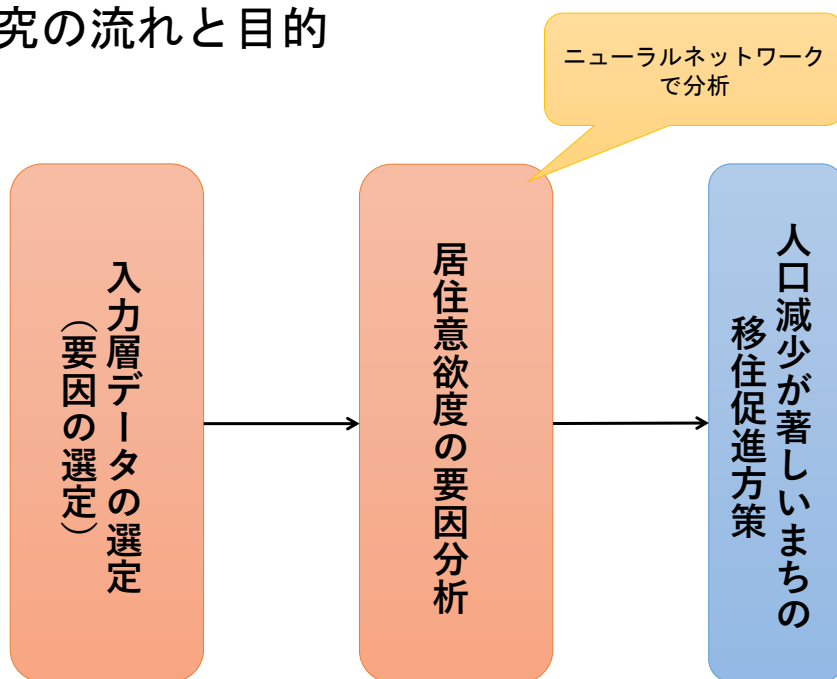 究の流れと目的
ニューラルネットワーク
で分析
入力層データの選定
（要因の選定）
居住意欲度の要因分析
人口減少が著しいまちの
移住促進方策